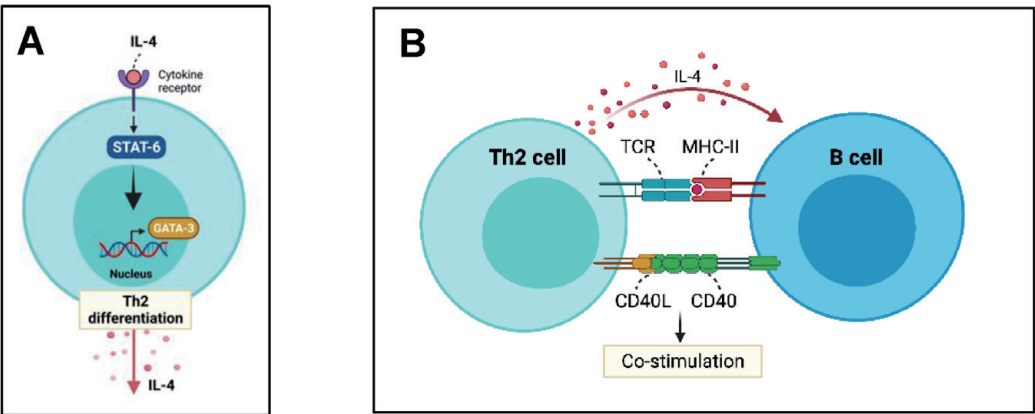 A
IL-4
Cytokine
receptor
STAT-6
GATA-3
Nucleus
Th2
differentiation
IL-4
B
IL-4
Th2 cell
TCR
MHC-II
B cell
CD40L
CD40
Co-stimulation